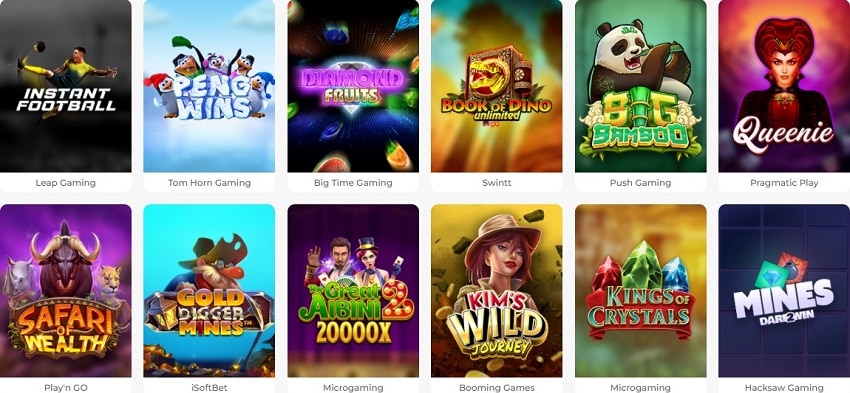 INSTANT
FOOTBALL
Leap Gaming
PENG
WINS
Tom Horn Gaming
DIAMOND
FRUITS
Big Time Gaming
BOOK OF DINO
unlimited
Swintt
BIG
BAMBOO
Push Gaming
Queenie
Pragmatic Play
SAFARI
OF
WEALTH
Play'n GO
GOLD
DIGGER
MINES™
iSoftBet
The Great
Albini 2
20000X
Microgaming
KIM'S
WILD
JOURNEY
Booming Games
KINGS OF
CRYSTALS
Microgaming
MINES
DARE2WIN
Hacksaw Gaming